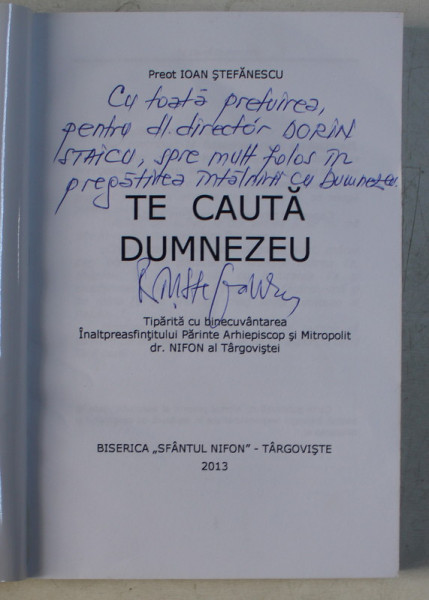 Preot IOAN ŞTEFĂNESCU
Cu toată prețuirea,
pentru dl. director DORIN
STAICU, spre mult folos în
pregătirea întâlnirii cu Dumnezeu.
TE CAUTĂ
DUMNEZEU
Tipărită cu binecuvântarea
Înaltpreasfinţitului Părinte Arhiepiscop şi Mitropolit
dr. NIFON al Târgoviştei
BISERICA „SFÂNTUL NIFON” - TÂRGOVIŞTE
2013